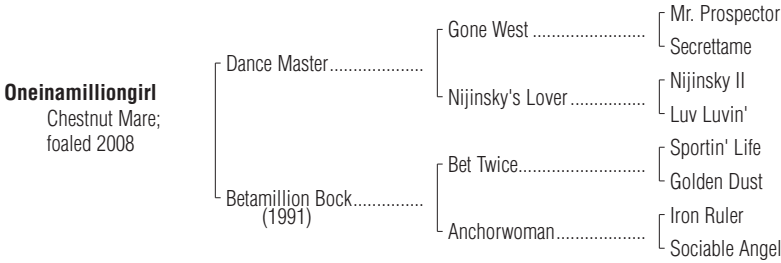 Oneinamilliongirl
Chestnut Mare;
foaled 2008
Dance Master....................
Betamillion Bock...............
(1991)
Gone West ........................
Nijinsky's Lover................
Bet Twice...........................
Anchorwoman...................
Mr. Prospector
Secrettame
Nijinsky II
Luv Luvin'
Sportin' Life
Golden Dust
Iron Ruler
Sociable Angel